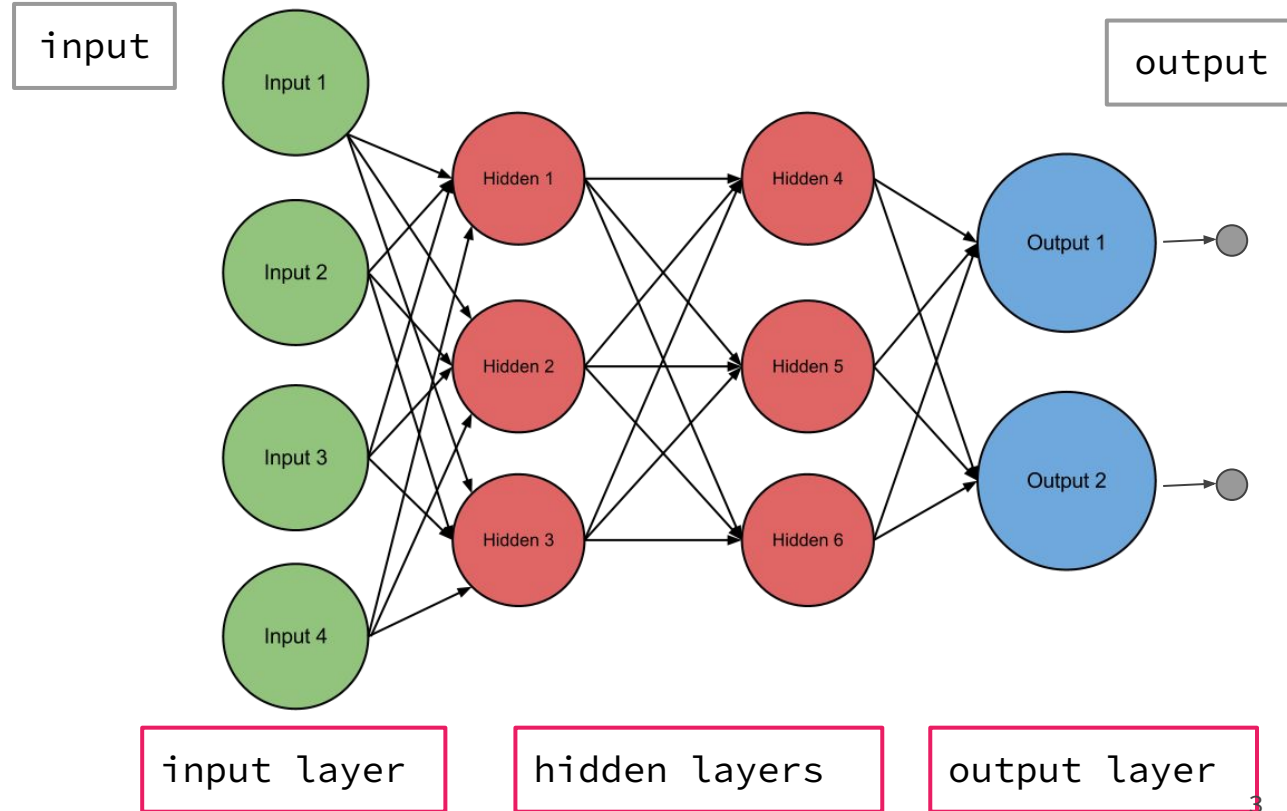 input
output
Input 1
Input 2
Input 3
Input 4
Hidden 1
Hidden 2
Hidden 3
Hidden 4
Hidden 5
Hidden 6
Output 1
Output 2
input layer
hidden layers
output layer
3